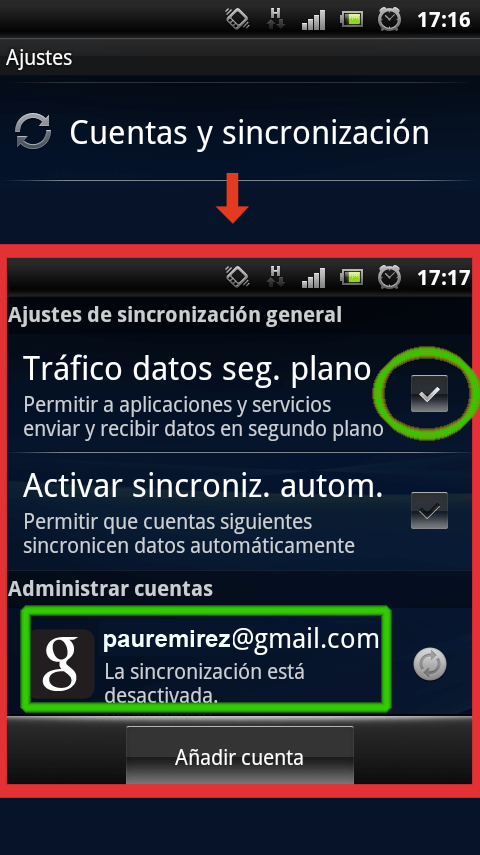 H 17:16
Ajustes
Cuentas y sincronización
H 17:17
Ajustes de sincronización general
Tráfico datos seg. plano
Permitir a aplicaciones y servicios
enviar y recibir datos en segundo plano
Activar sincroniz. autom.
Permitir que cuentas siguientes
sincronicen datos automáticamente
Administrar cuentas
g
pauremirez@gmail.com
La sincronización está
desactivada.
Añadir cuenta